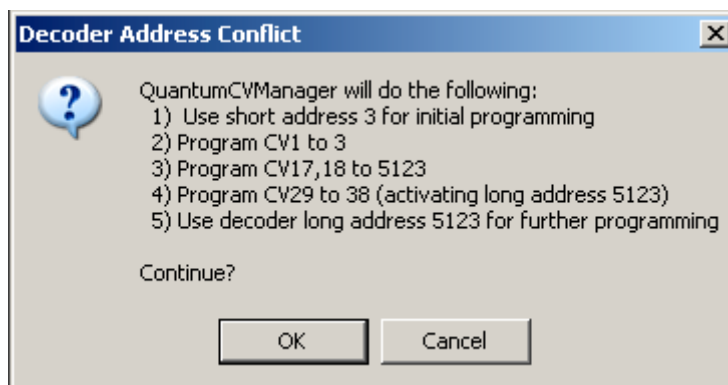 Decoder Address Conflict
QuantumCVManager will do the following:
1) Use short address 3 for initial programming
2) Program CV1 to 3
3) Program CV17,18 to 5123
4) Program CV29 to 38 (activating long address 5123)
5) Use decoder long address 5123 for further programming
Continue?
OK Cancel